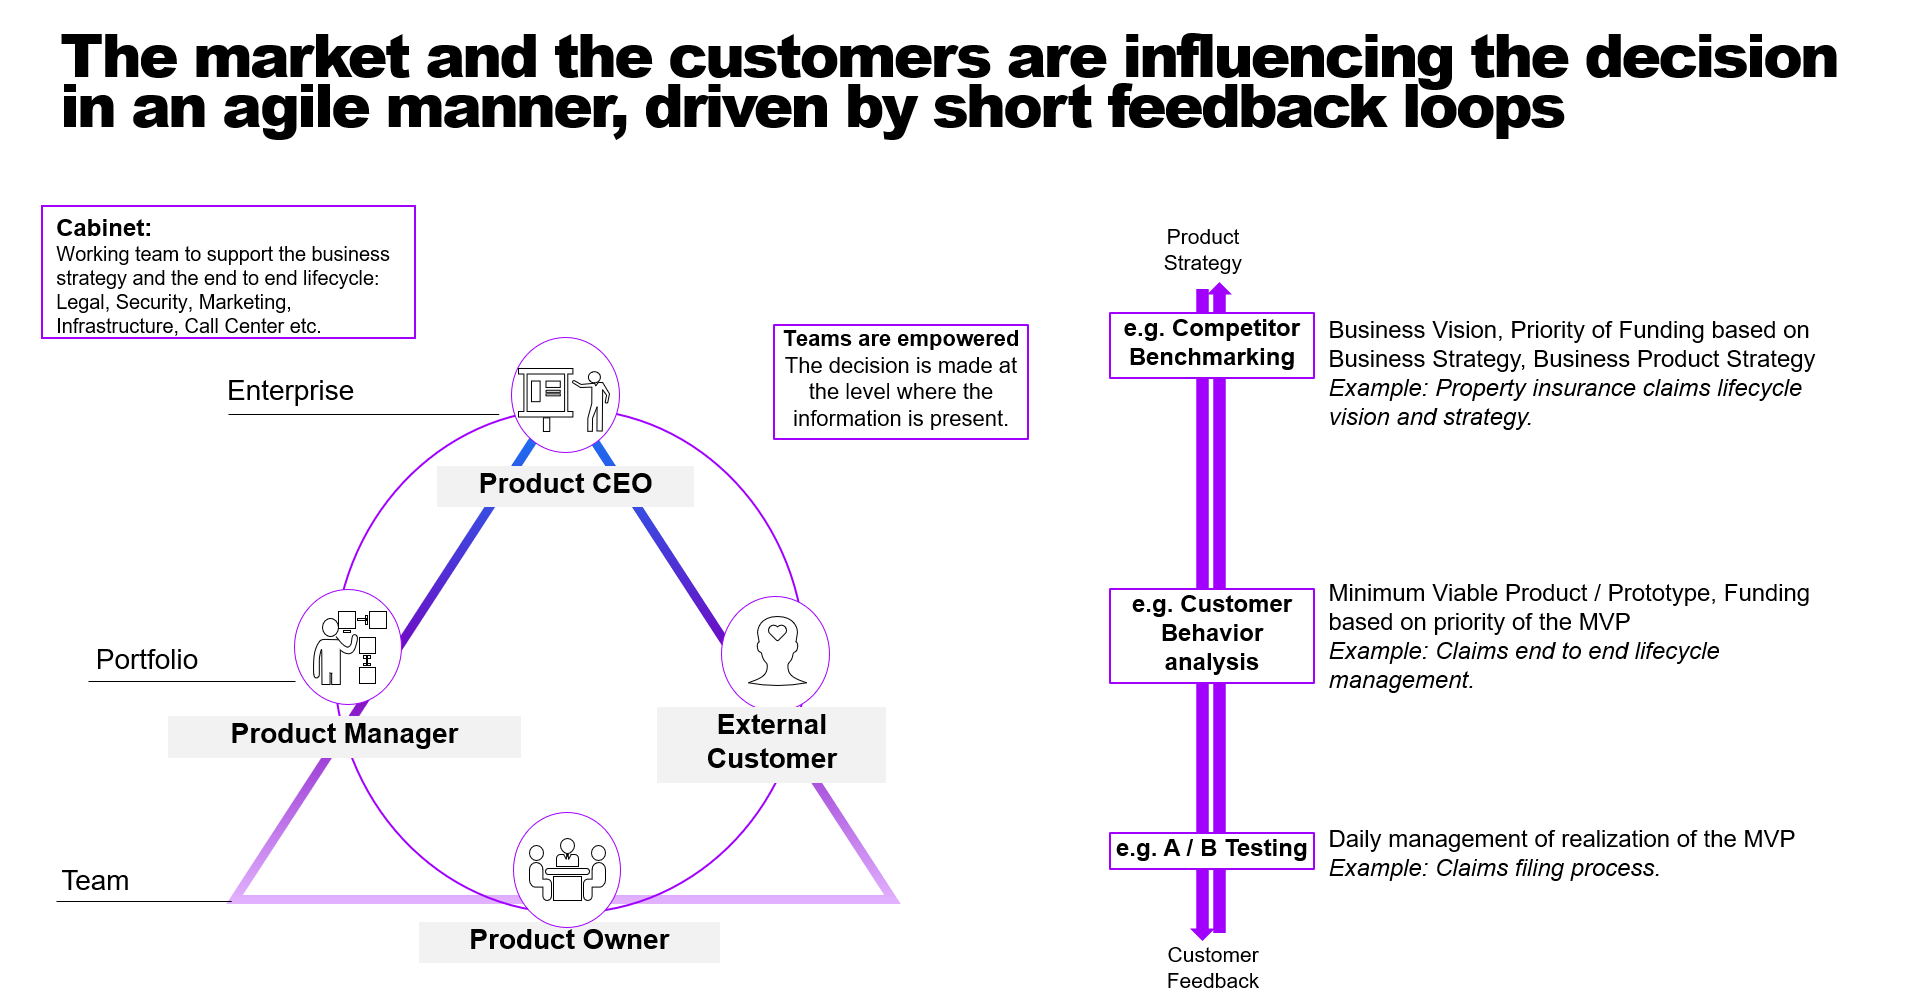 The market and the customers are influencing the decision
in an agile manner, driven by short feedback loops
Cabinet:
Working team to support the business
strategy and the end to end lifecycle:
Legal, Security, Marketing,
Infrastructure, Call Center etc.
Enterprise
Product CEO
Teams are empowered
The decision is made at
the level where the
information is present.
Portfolio
Product Manager
External
Customer
Team
Product Owner
Product
Strategy
e.g. Competitor
Benchmarking
Business Vision, Priority of Funding based on
Business Strategy, Business Product Strategy
Example: Property insurance claims lifecycle
vision and strategy.
e.g. Customer
Behavior
analysis
Minimum Viable Product / Prototype, Funding
based on priority of the MVP
Example: Claims end to end lifecycle
management.
e.g. A / B Testing
Daily management of realization of the MVP
Example: Claims filing process.
Customer
Feedback